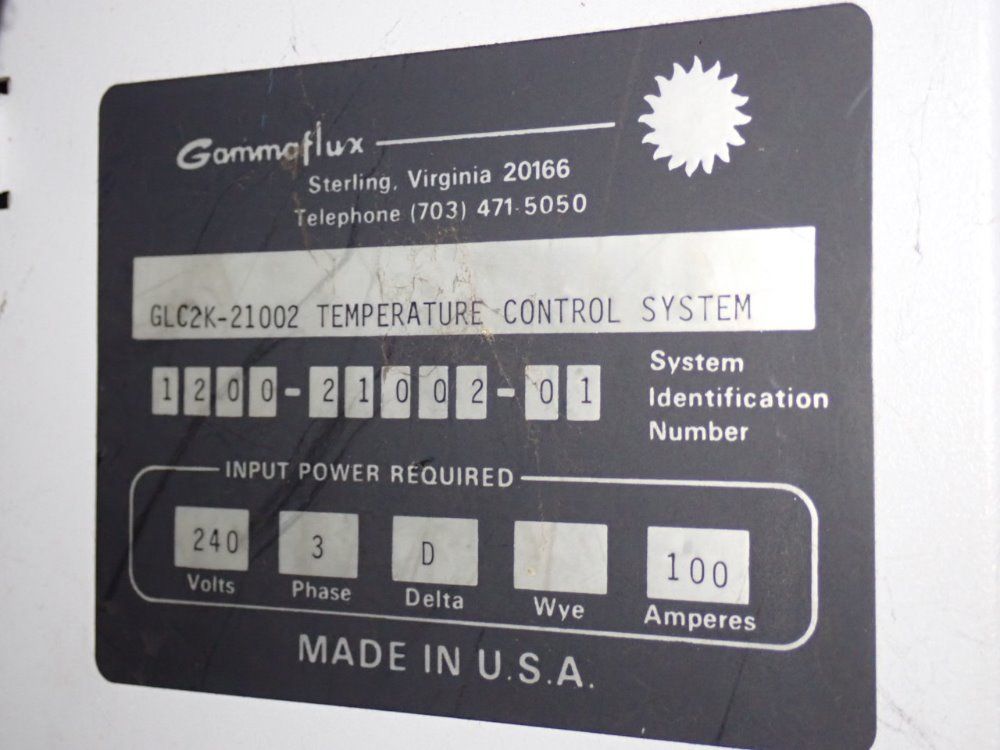 Gammaflux
Sterling, Virginia 20166
Telephone (703) 471-5050
GLC2K-21002 TEMPERATURE CONTROL SYSTEM
1200-21002-01
System
Identification
Number
INPUT POWER REQUIRED
240 3 D 100
Volts Phase Delta Wye Amperes
MADE IN U.S.A.